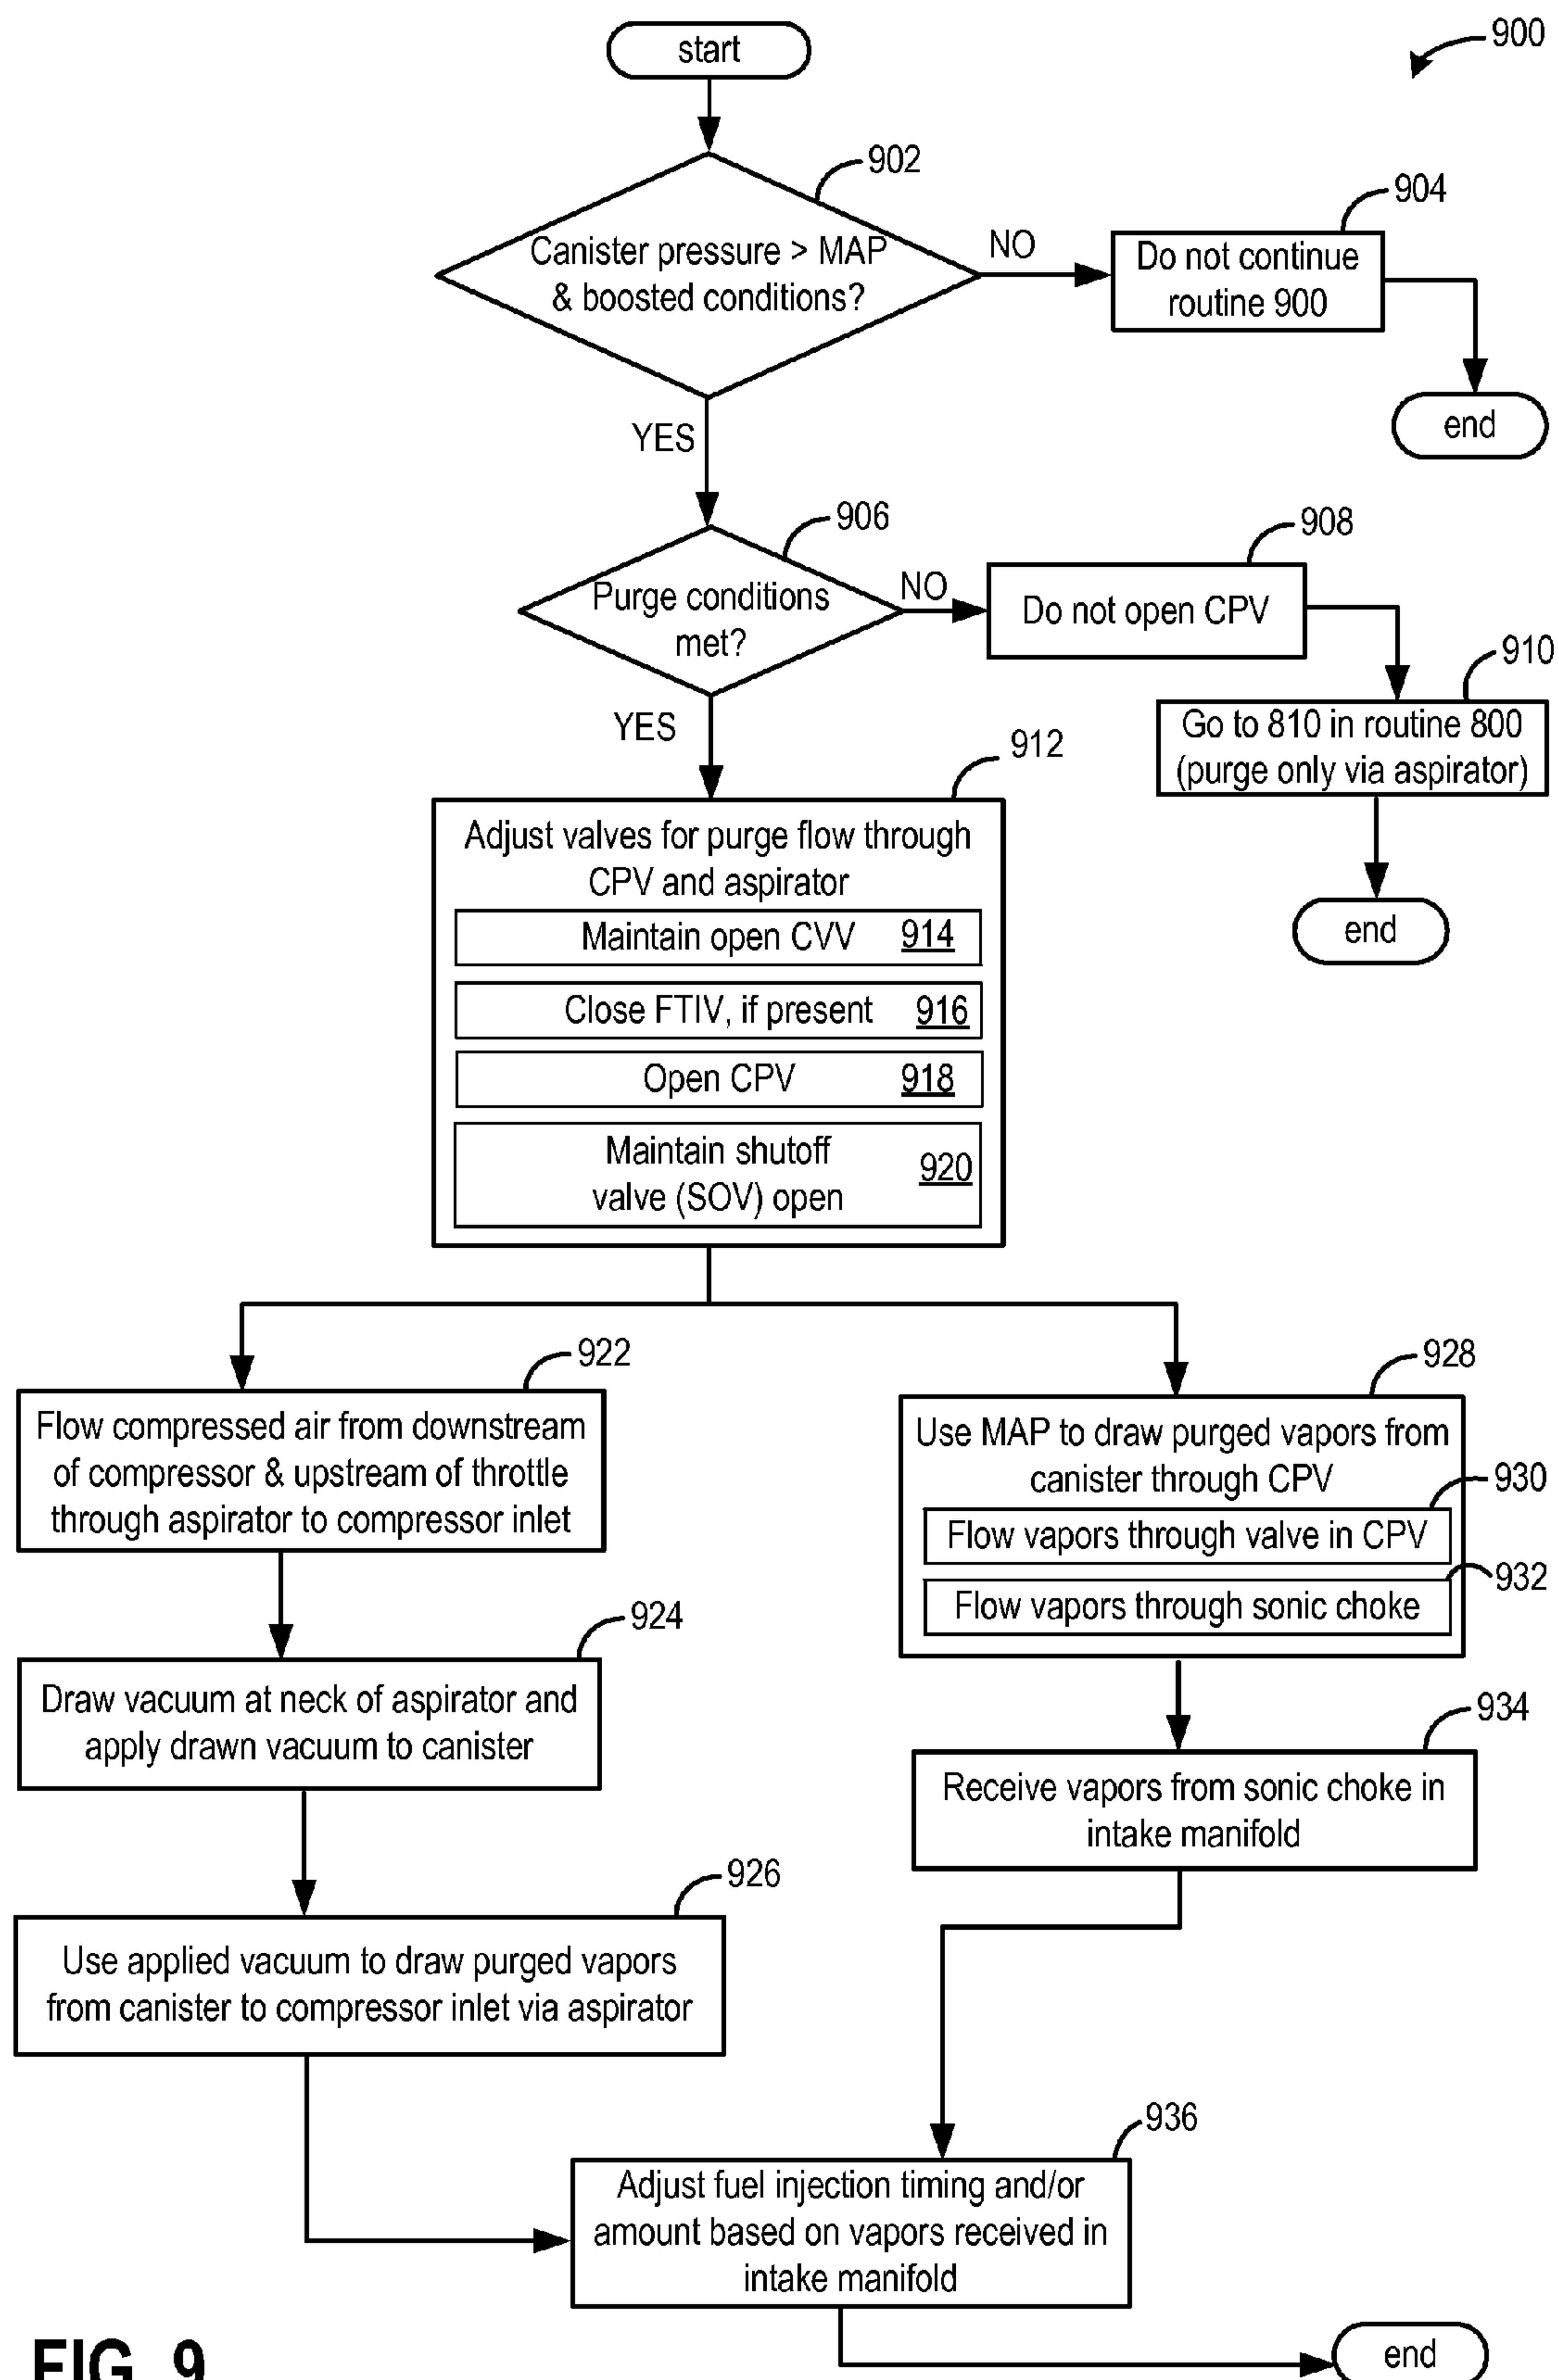 start
900
902
Canister pressure > MAP
& boosted conditions?
NO
904
Do not continue
routine 900
end
YES
906
Purge conditions
met?
NO
908
Do not open CPV
910
Go to 810 in routine 800
(purge only via aspirator)
end
YES
912
Adjust valves for purge flow through
CPV and aspirator
Maintain open CVV 914
Close FTIV, if present 916
Open CPV 918
Maintain shutoff
valve (SOV) open 920
922
Flow compressed air from downstream
of compressor & upstream of throttle
through aspirator to compressor inlet
924
Draw vacuum at neck of aspirator and
apply drawn vacuum to canister
926
Use applied vacuum to draw purged vapors
from canister to compressor inlet via aspirator
928
Use MAP to draw purged vapors from
canister through CPV
930
Flow vapors through valve in CPV
932
Flow vapors through sonic choke
934
Receive vapors from sonic choke in
intake manifold
936
Adjust fuel injection timing and/or
amount based on vapors received in
intake manifold
end
FIG. 9